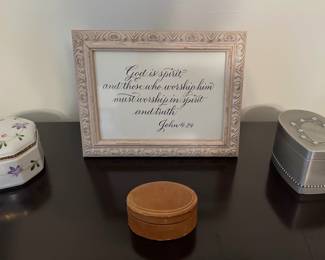 God is spirit,
and those who worship him
must worship in spirit
and truth.
John 4:24